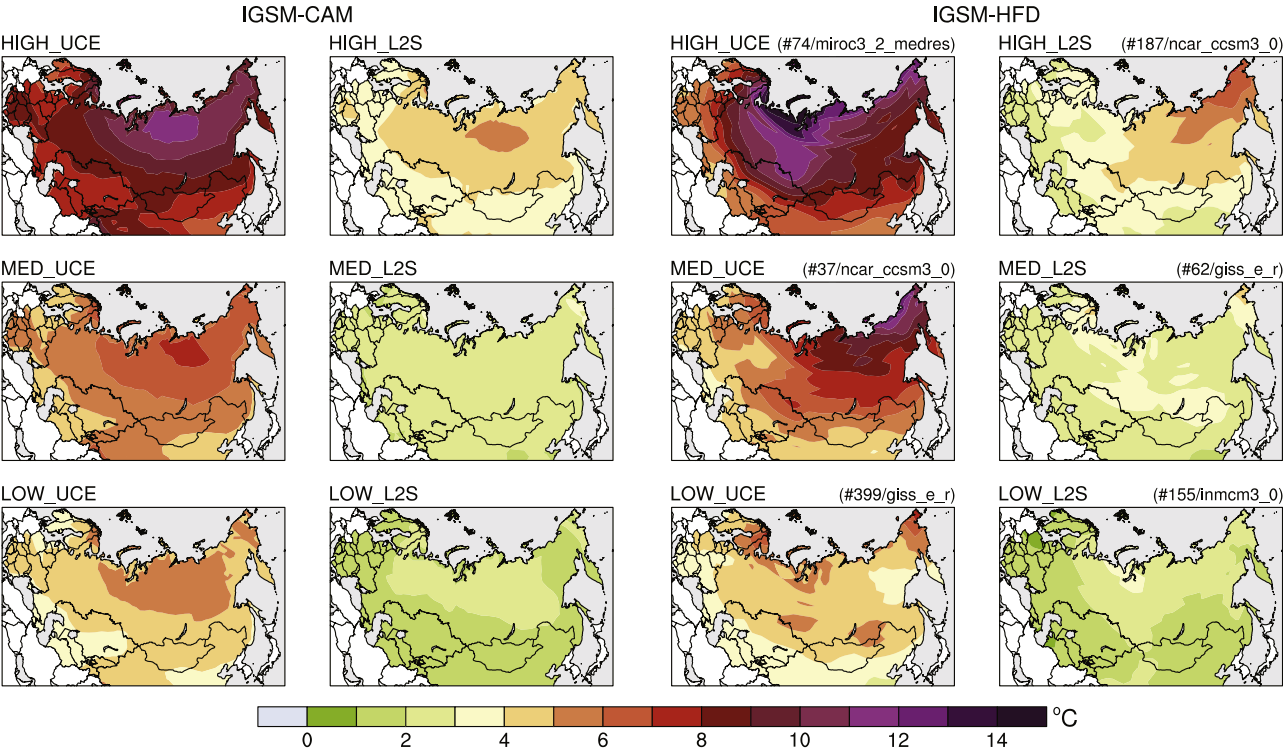 IGSM-CAM IGSM-HFD
HIGH_UCE HIGH_L2S HIGH_UCE (#74/miroc3_2_medres) HIGH_L2S (#187/ncar_ccsm3_0)
MED_UCE MED_L2S MED_UCE (#37/ncar_ccsm3_0) MED_L2S (#62/giss_e_r)
LOW_UCE LOW_L2S LOW_UCE (#399/giss_e_r) LOW_L2S (#155/inmcm3_0)
0 2 4 6 8 10 12 14 °C